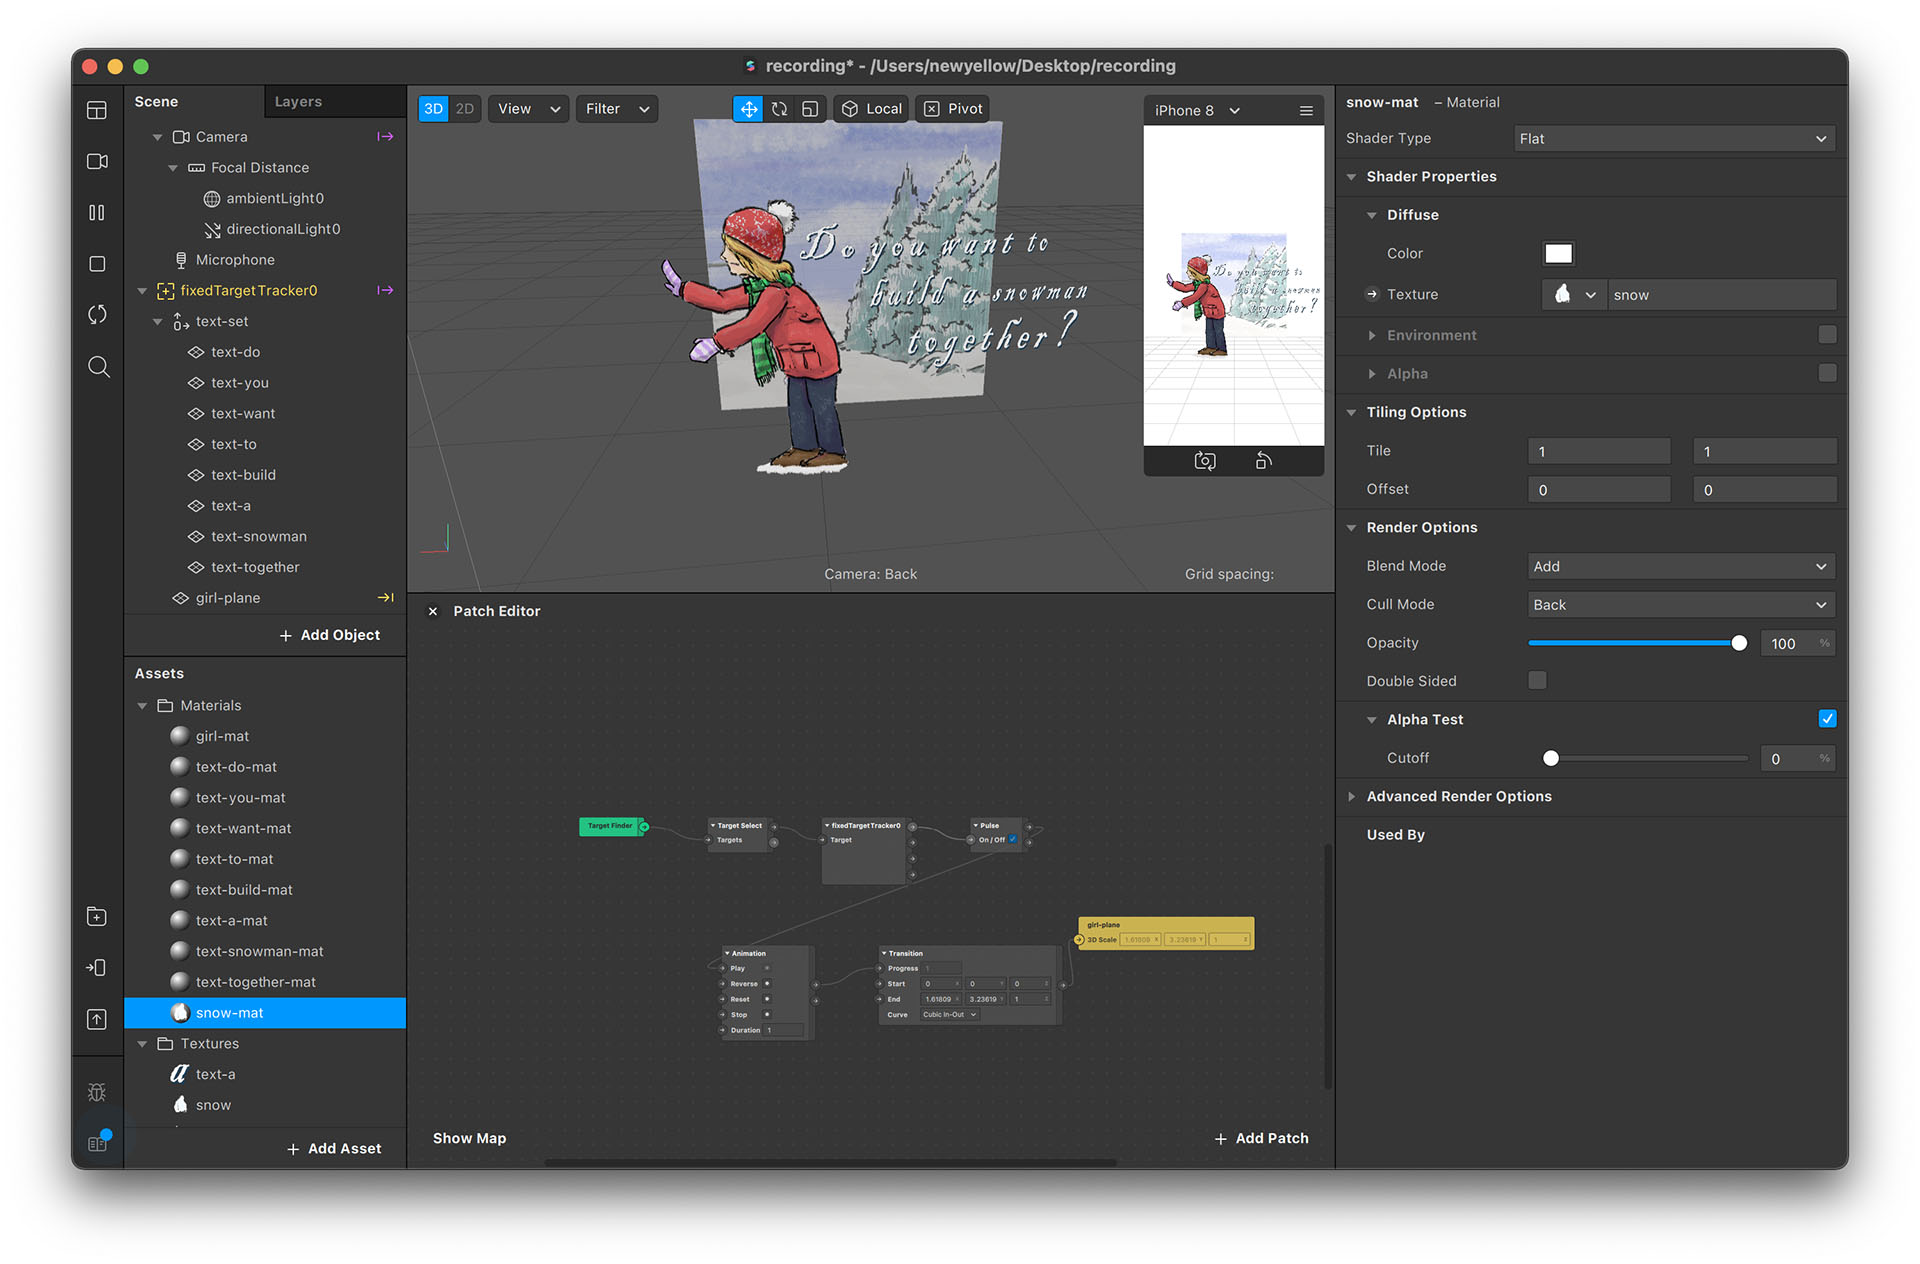 recording* - /Users/newyellow/Desktop/recording
Scene
Layers
Camera
Focal Distance
ambientLight0
directionalLight0
Microphone
fixedTargetTracker0
text-set
text-do
text-you
text-want
text-to
text-build
text-a
text-snowman
text-together
girl-plane
+ Add Object
Assets
Materials
girl-mat
text-do-mat
text-you-mat
text-want-mat
text-to-mat
text-build-mat
text-a-mat
text-snowman-mat
text-together-mat
snow-mat
Textures
text-a
snow
+ Add Asset
3D 2D View Filter Local Pivot
Do you want to
build a snowman
together?
Camera: Back
Grid spacing:
iPhone 8
Do you want to
build a snowman
together?
Patch Editor
Target Finder
Target Select
Targets
fixedTargetTracker0
Target
Pulse
On / Off
Animation
Play
Reverse
Reset
Stop
Duration 1
Transition
Progress 1
Start 0 X 0 Y 0 Z
End 1.61809 X 3.23619 Y 1 Z
Curve Cubic In-Out
girl-plane
3D Scale 1.61809 X 3.23619 Y 1 Z
Show Map
+ Add Patch
snow-mat – Material
Shader Type Flat
Shader Properties
Diffuse
Color
Texture snow
Environment
Alpha
Tiling Options
Tile 1 1
Offset 0 0
Render Options
Blend Mode Add
Cull Mode Back
Opacity 100 %
Double Sided
Alpha Test
Cutoff 0 %
Advanced Render Options
Used By